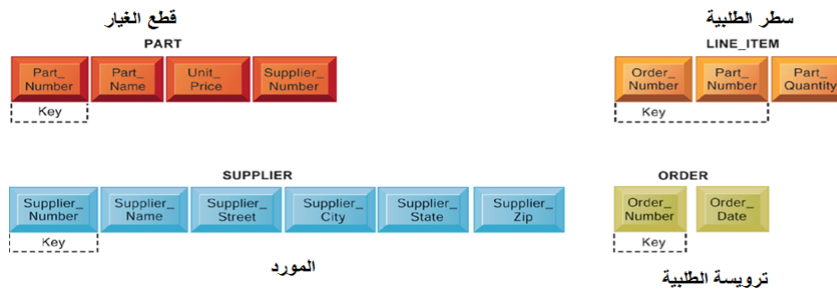 قطع الغيار
PART
Part_
Number
Part_
Name
Unit_
Price
Supplier_
Number
Key
سطر الطلبية
LINE_ITEM
Order_
Number
Part_
Number
Part_
Quantity
Key
SUPPLIER
Supplier_
Number
Supplier_
Name
Supplier_
Street
Supplier_
City
Supplier_
State
Supplier_
Zip
Key
المورد
ORDER
Order_
Number
Order_
Date
Key
ترويسة الطلبية